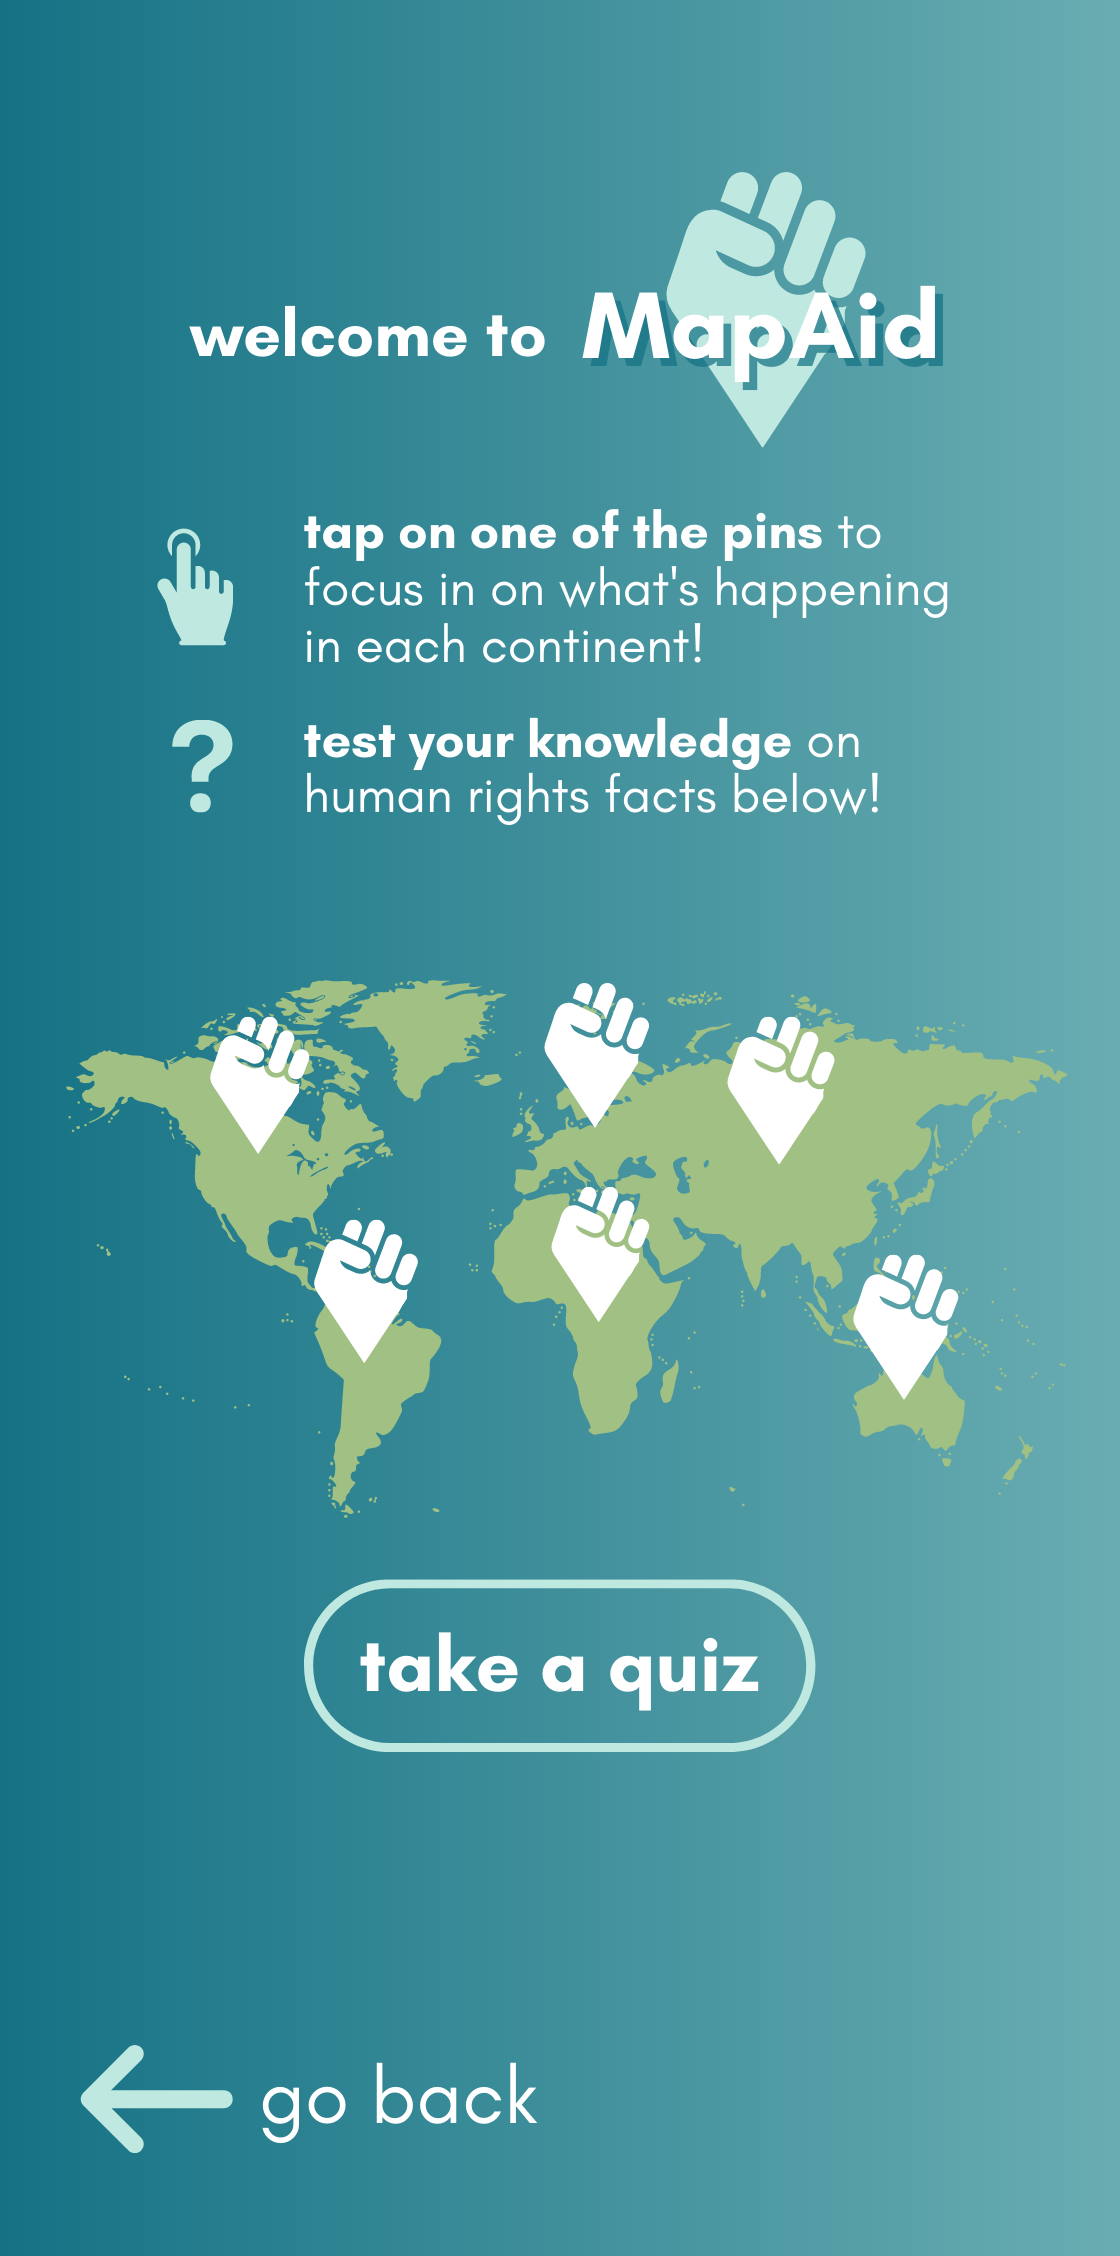 welcome to MapAid
tap on one of the pins to
focus in on what's happening
in each continent!
?
test your knowledge on
human rights facts below!
take a quiz
go back